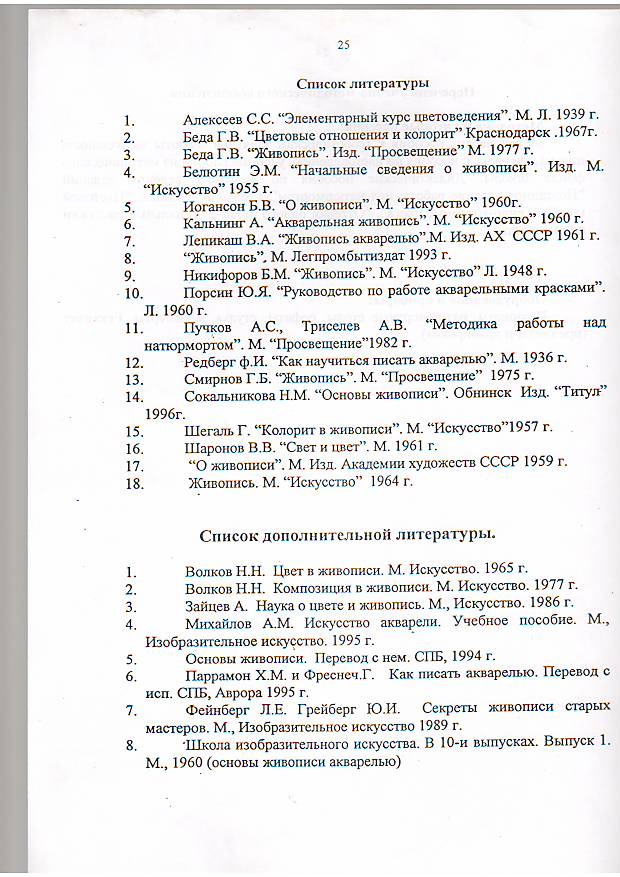 25
Список литературы
1. Алексеев С.С. “Элементарный курс цветоведения”. М. Л. 1939 г.
2. Беда Г.В. “Цветовые отношения и колорит” Краснодарск .1967г.
3. Беда Г.В. “Живопись”. Изд. “Просвещение” М. 1977 г.
4. Белютин Э.М. “Начальные сведения о живописи”. Изд. М.
“Искусство” 1955 г.
5. Иогансон Б.В. “О живописи”. М. “Искусство” 1960г.
6. Кальнинг А. “Акварельная живопись”. М. “Искусство” 1960 г.
7. Лепикаш В.А. “Живопись акварелью”.М. Изд. АХ СССР 1961 г.
8. “Живопись”. М. Легпромбытиздат 1993 г.
9. Никифоров Б.М. “Живопись”. М. “Искусство” Л. 1948 г.
10. Порсин Ю.Я. “Руководство по работе акварельными красками”.
Л. 1960 г.
11. Пучков А.С., Триселев А.В. “Методика работы над
натюрмортом”. М. “Просвещение”1982 г.
12. Редберг ф.И. “Как научиться писать акварелью”. М. 1936 г.
13. Смирнов Г.Б. “Живопись”. М. “Просвещение” 1975 г.
14. Сокальникова Н.М. “Основы живописи”. Обнинск Изд. “Титул”
1996г.
15. Шегаль Г. “Колорит в живописи”. М. “Искусство”1957 г.
16. Шаронов В.В. “Свет и цвет”. М. 1961 г.
17. “О живописи”. М. Изд. Академии художеств СССР 1959 г.
18. Живопись. М. “Искусство” 1964 г.
Список дополнительной литературы.
1. Волков Н.Н. Цвет в живописи. М. Искусство. 1965 г.
2. Волков Н.Н. Композиция в живописи. М. Искусство. 1977 г.
3. Зайцев А. Наука о цвете и живопись. М., Искусство. 1986 г.
4. Михайлов А.М. Искусство акварели. Учебное пособие. М.,
Изобразительное искусство. 1995 г.
5. Основы живописи. Перевод с нем. СПБ, 1994 г.
6. Паррамон Х.М. и Фреснеч.Г. Как писать акварелью. Перевод с
исп. СПБ, Аврора 1995 г.
7. Фейнберг Л.Е. Грейберг Ю.И. Секреты живописи старых
мастеров. М., Изобразительное искусство 1989 г.
8. Школа изобразительного искусства. В 10-и выпусках. Выпуск 1.
М., 1960 (основы живописи акварелью)